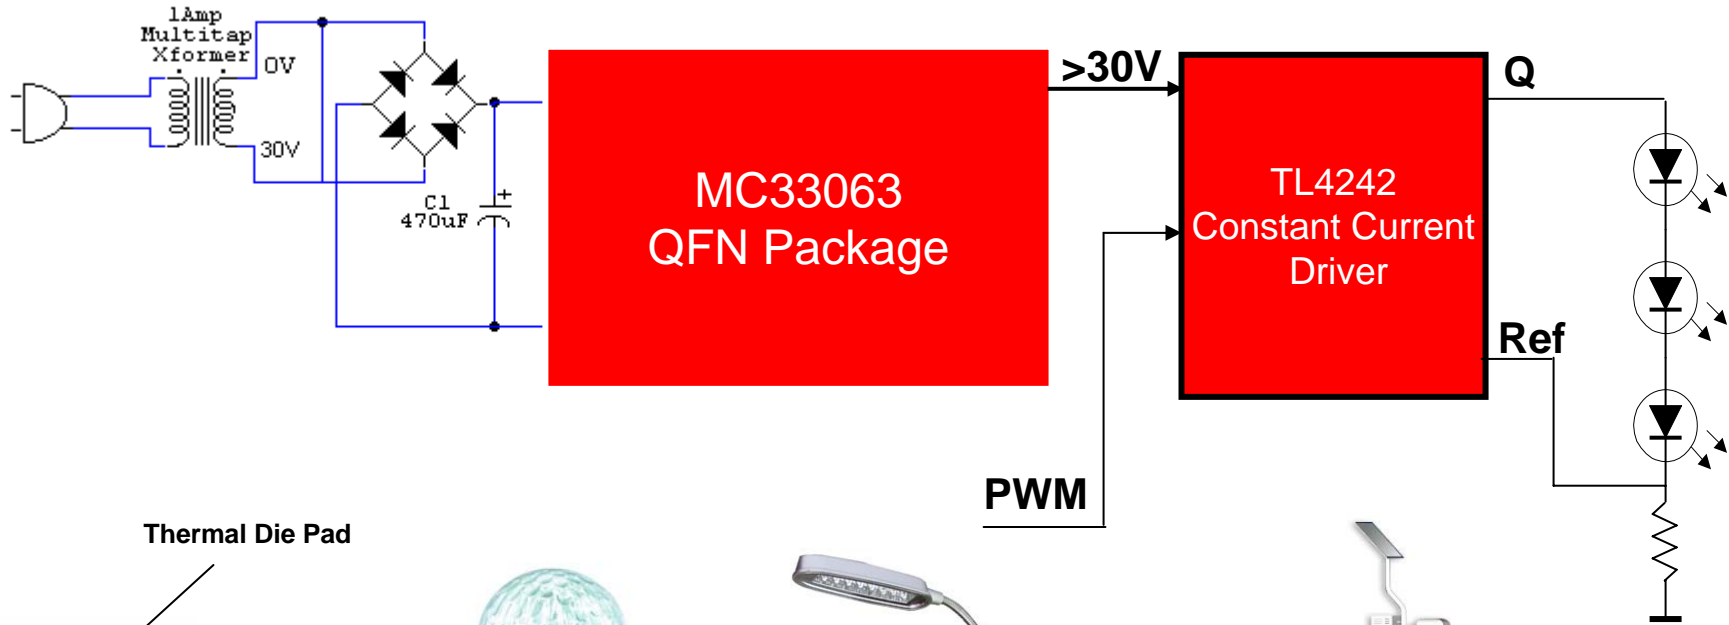 1Amp
Multitap
Xformer
0V
30V
C1
470uF
+
MC33063
QFN Package
>30V
TL4242
Constant Current
Driver
Q
Ref
PWM
Thermal Die Pad